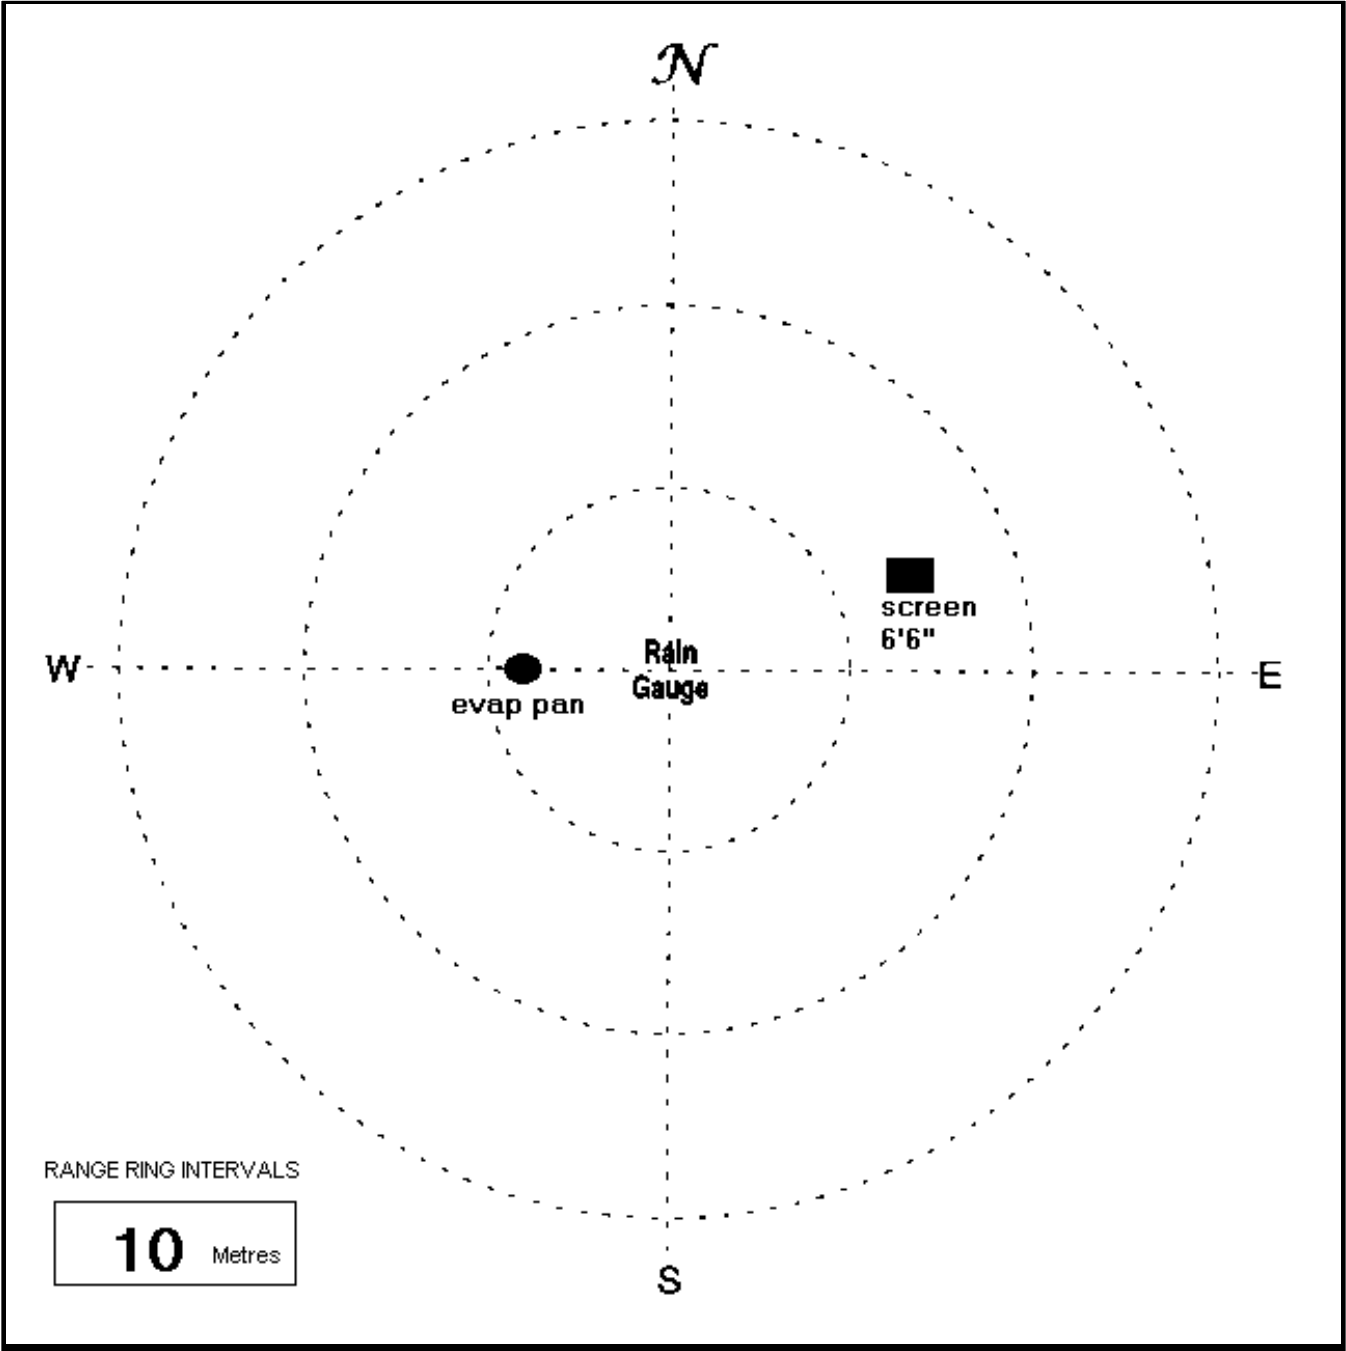 N
screen
6'6"
W
Rain
Gauge
E
evap pan
RANGE RING INTERVALS
10 Metres
S